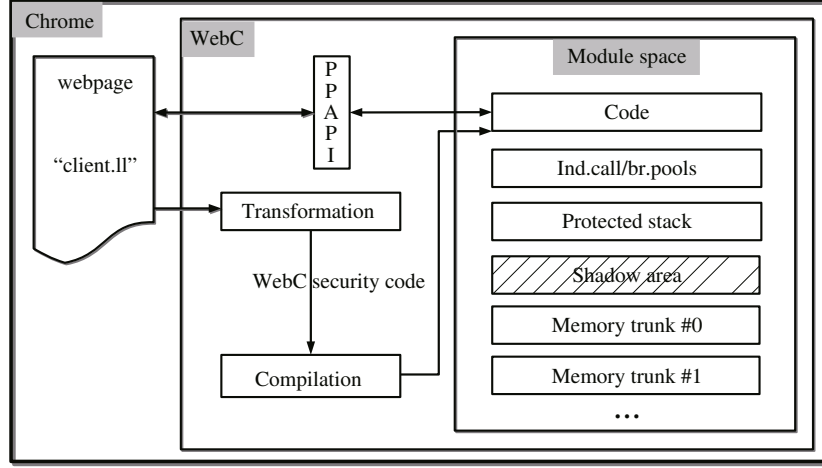 Chrome
WebC
webpage
“client.ll”
P
P
A
P
I
Transformation
WebC security code
Compilation
Module space
Code
Ind.call/br.pools
Protected stack
Shadow area
Memory trunk #0
Memory trunk #1
...